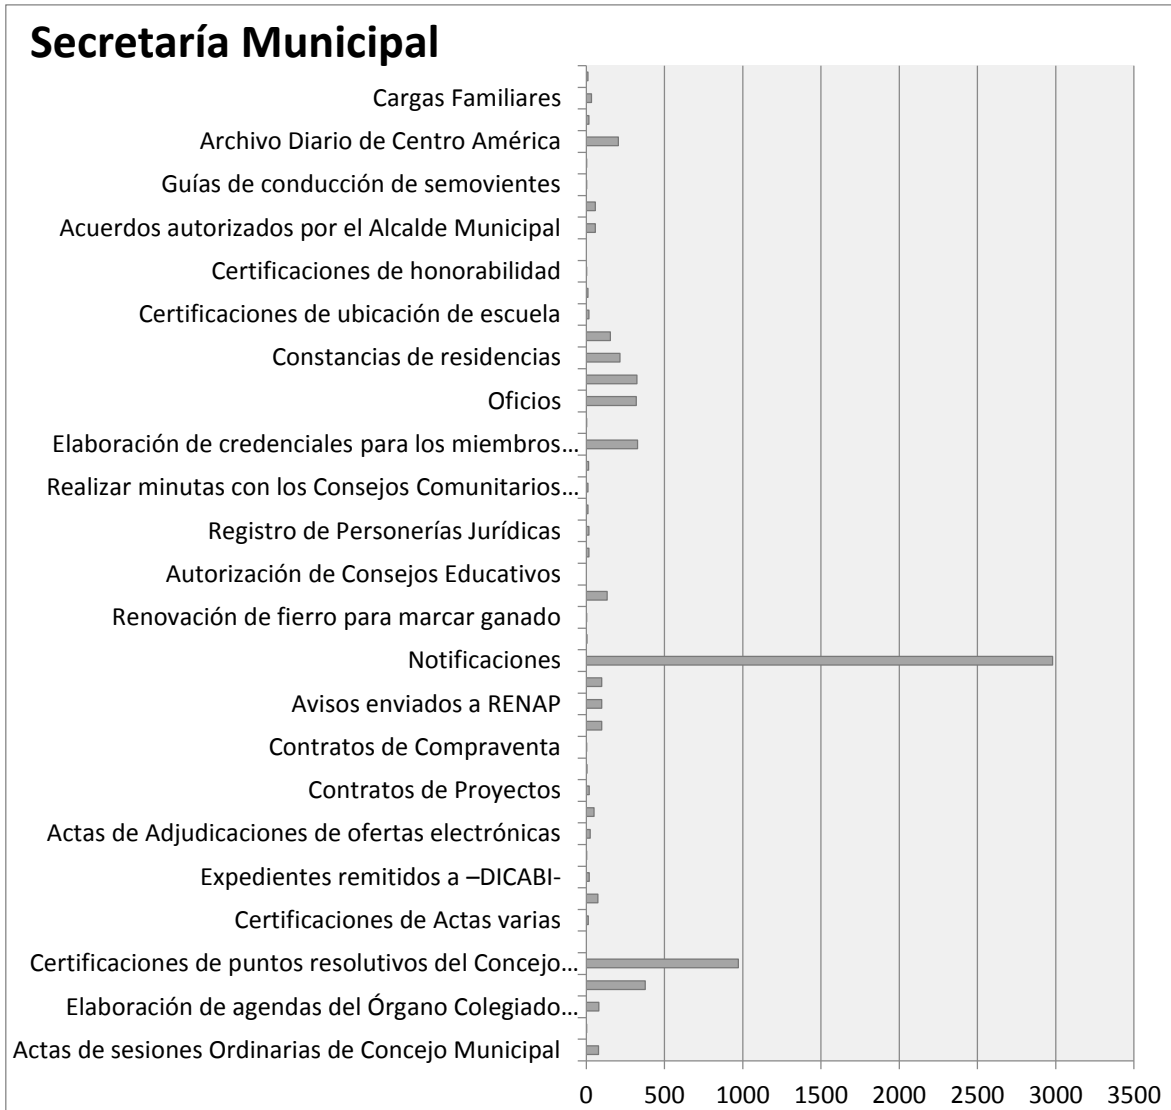 Secretaría Municipal
Cargas Familiares
Archivo Diario de Centro América
Guías de conducción de semovientes
Acuerdos autorizados por el Alcalde Municipal
Certificaciones de honorabilidad
Certificaciones de ubicación de escuela
Constancias de residencias
Oficios
Elaboración de credenciales para los miembros…
Realizar minutas con los Consejos Comunitarios…
Registro de Personerías Jurídicas
Autorización de Consejos Educativos
Renovación de fierro para marcar ganado
Notificaciones
Avisos enviados a RENAP
Contratos de Compraventa
Contratos de Proyectos
Actas de Adjudicaciones de ofertas electrónicas
Expedientes remitidos a –DICABI-
Certificaciones de Actas varias
Certificaciones de puntos resolutivos del Concejo…
Elaboración de agendas del Órgano Colegiado…
Actas de sesiones Ordinarias de Concejo Municipal
0 500 1000 1500 2000 2500 3000 3500